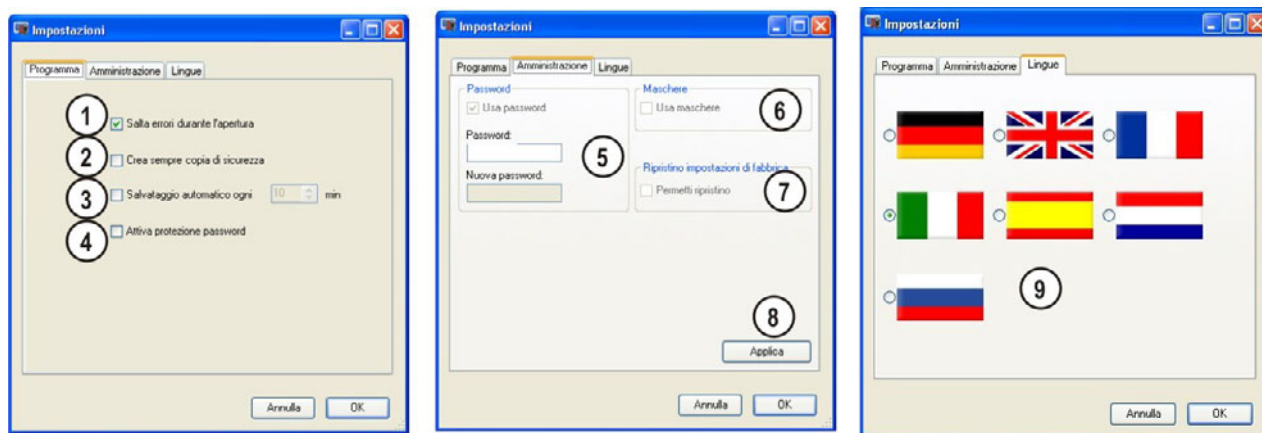 Impostazioni
Programma Amministrazione Lingue
1 Salta errori durante l'apertura
2 Crea sempre copia di sicurezza
3 Salvataggio automatico ogni 10 min
4 Attiva protezione password
Annulla OK
Impostazioni
Programma Amministrazione Lingue
Password
Usa password
Password:
Nuova password:
5
Maschere
Usa maschere
6
Ripristino impostazioni di fabbrica
Permetti ripristino
7
8
Applica
Annulla OK
Impostazioni
Programma Amministrazione Lingue
9
Annulla OK